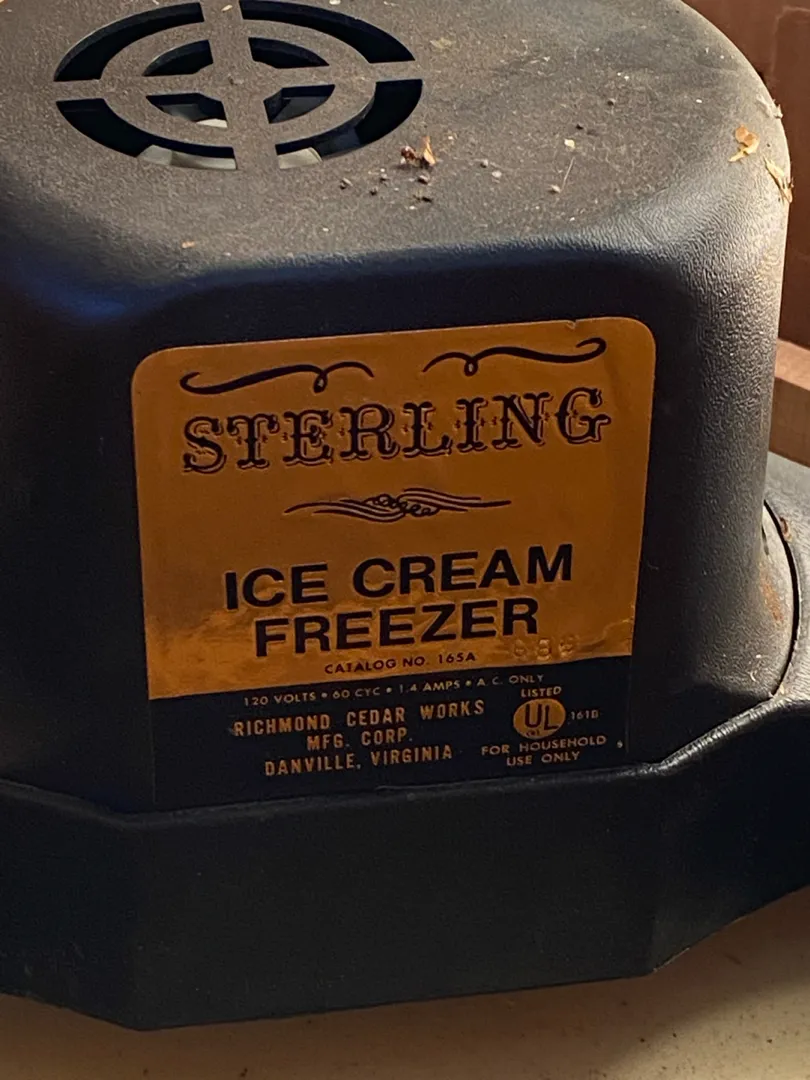 STERLING
ICE CREAM
FREEZER
CATALOG NO. 165A
120 VOLTS • 60 CYC • 1.4 AMPS • A.C. ONLY
RICHMOND CEDAR WORKS
MFG. CORP.
DANVILLE, VIRGINIA
LISTED
UL
161B
FOR HOUSEHOLD
USE ONLY